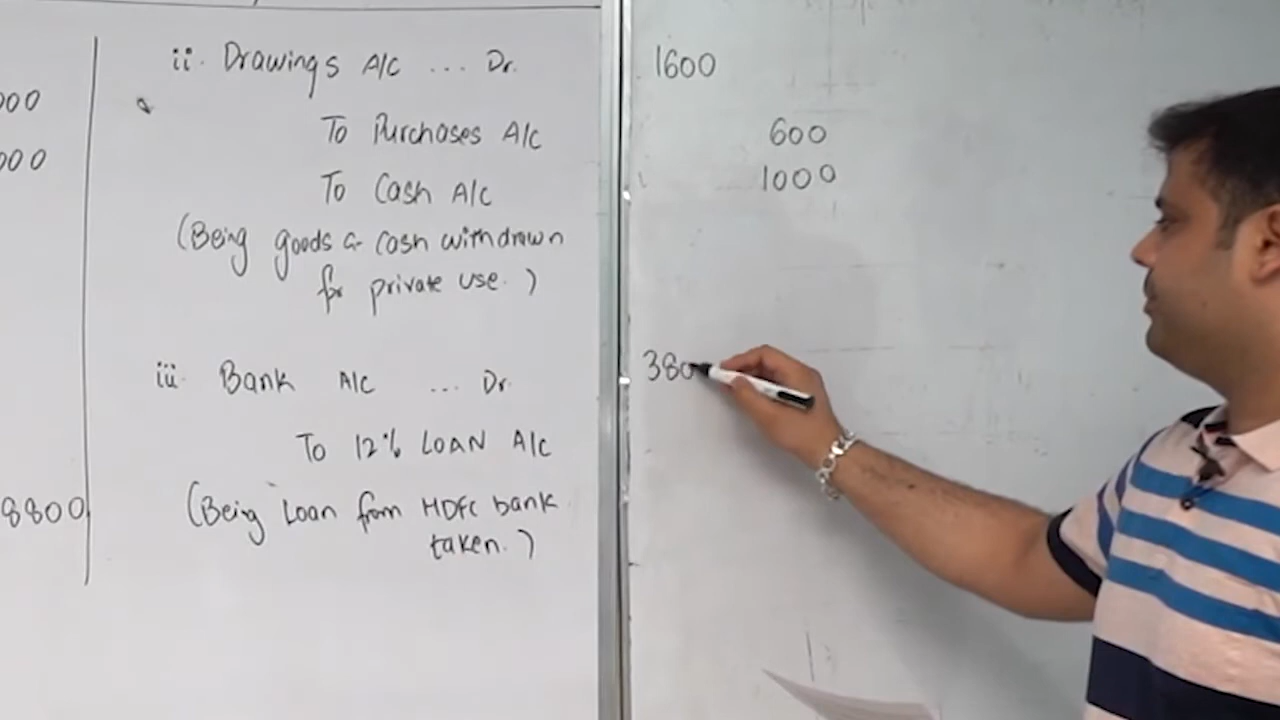 000
000
8800
ii. Drawings A/c ... Dr. 1600
To Purchases A/c 600
To Cash A/c 1000
(Being goods & cash withdrawn
for private use.)
iii Bank A/c ... Dr. 380
To 12% LOAN A/c
(Being Loan from HDFC bank
taken.)